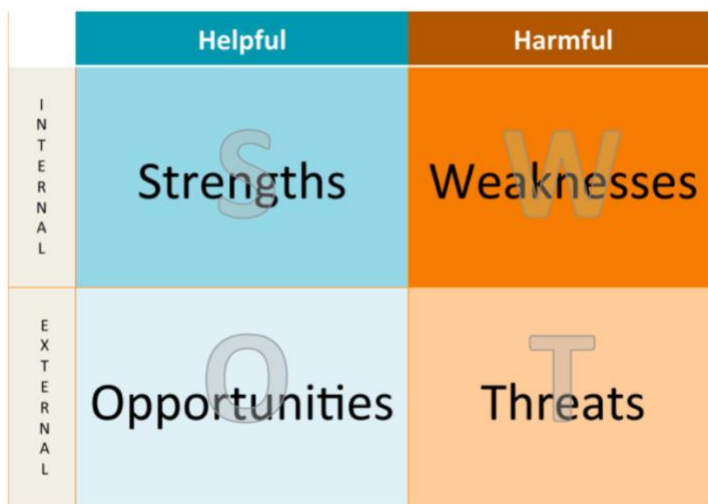 Helpful Harmful
INTERNAL
S
Strengths
W
Weaknesses
EXTERNAL
O
Opportunities
T
Threats